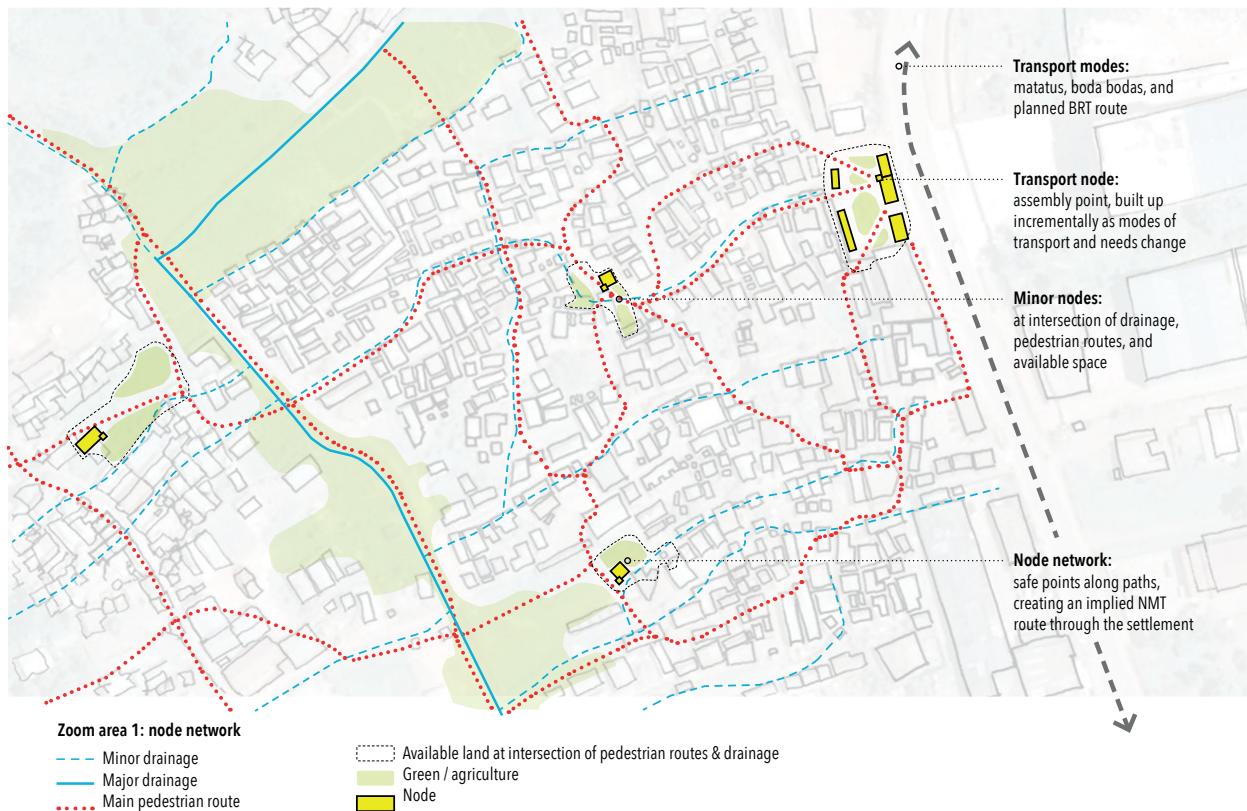 Transport modes:
matatus, boda bodas, and
planned BRT route
Transport node:
assembly point, built up
incrementally as modes of
transport and needs change
Minor nodes:
at intersection of drainage,
pedestrian routes, and
available space
Node network:
safe points along paths,
creating an implied NMT
route through the settlement
Zoom area 1: node network
Minor drainage
Major drainage
Main pedestrian route
Available land at intersection of pedestrian routes & drainage
Green / agriculture
Node